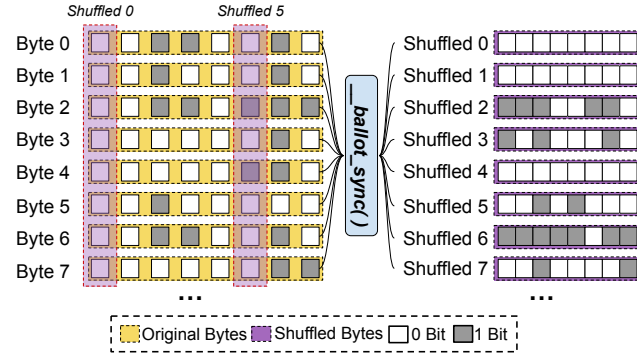 Shuffled 0 Shuffled 5
Byte 0
Byte 1
Byte 2
Byte 3
Byte 4
Byte 5
Byte 6
Byte 7
...
__ballot_sync()
Shuffled 0
Shuffled 1
Shuffled 2
Shuffled 3
Shuffled 4
Shuffled 5
Shuffled 6
Shuffled 7
...
Original Bytes Shuffled Bytes 0 Bit 1 Bit